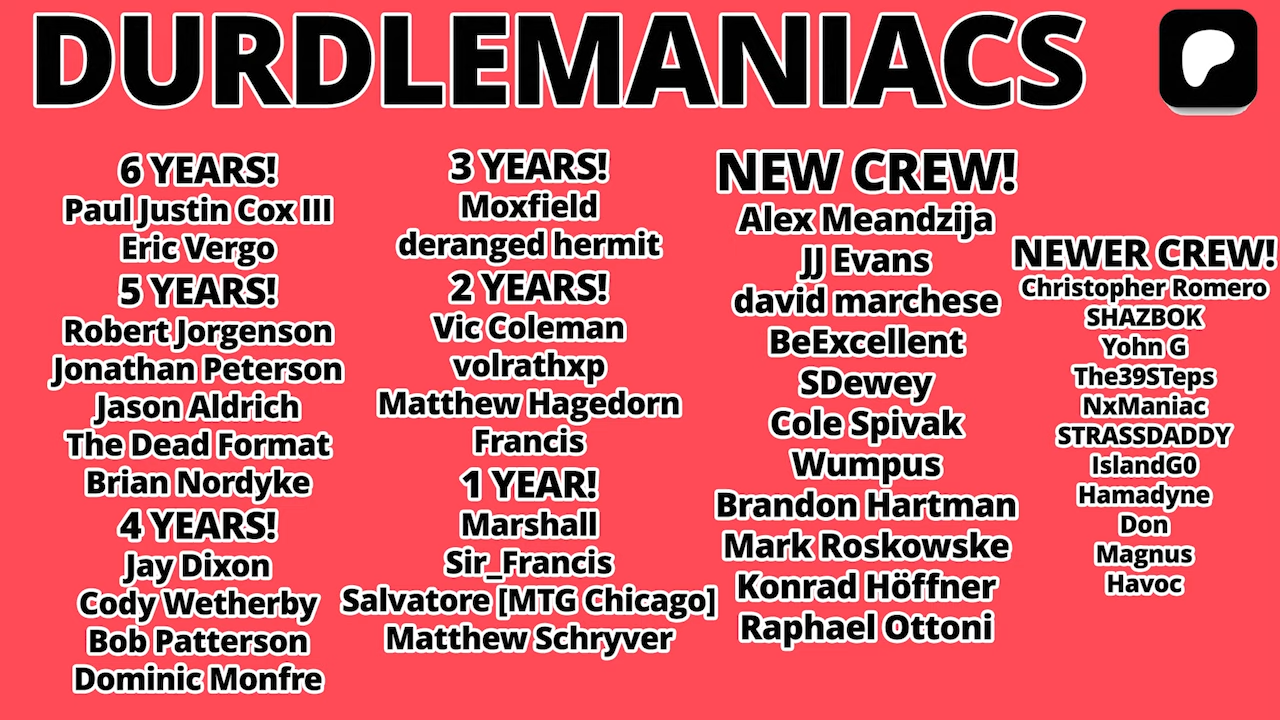 DURDLEMANIACS
6 YEARS!
Paul Justin Cox III
Eric Vergo
5 YEARS!
Robert Jorgenson
Jonathan Peterson
Jason Aldrich
The Dead Format
Brian Nordyke
4 YEARS!
Jay Dixon
Cody Wetherby
Bob Patterson
Dominic Monfre
3 YEARS!
Moxfield
deranged hermit
2 YEARS!
Vic Coleman
volrathxp
Matthew Hagedorn
Francis
1 YEAR!
Marshall
Sir_Francis
Salvatore [MTG Chicago]
Matthew Schryver
NEW CREW!
Alex Meandzija
JJ Evans
david marchese
BeExcellent
SDewey
Cole Spivak
Wumpus
Brandon Hartman
Mark Roskowske
Konrad Höffner
Raphael Ottoni
NEWER CREW!
Christopher Romero
SHAZBOK
Yohn G
The39STeps
NxManiac
STRASSDADDY
IslandG0
Hamadyne
Don
Magnus
Havoc